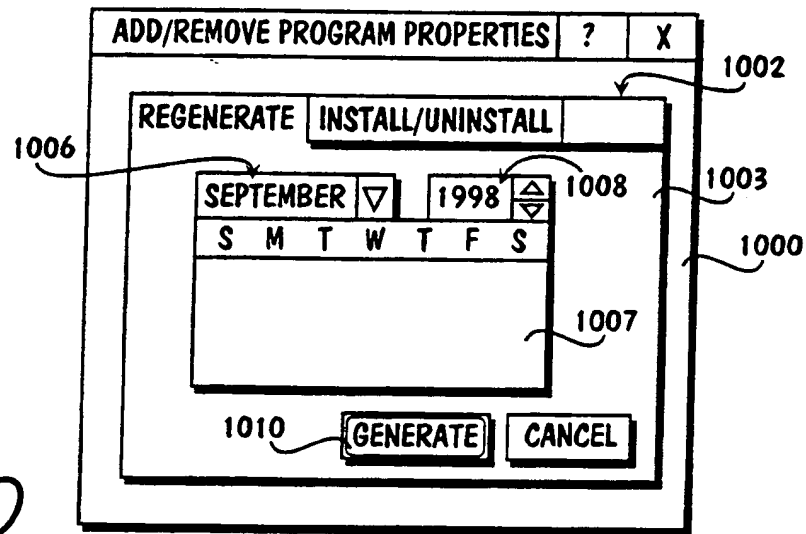 ADD/REMOVE PROGRAM PROPERTIES ? X
1002
REGENERATE INSTALL/UNINSTALL
1006
SEPTEMBER 1998 1008
1003
S M T W T F S
1000
1007
1010 GENERATE CANCEL